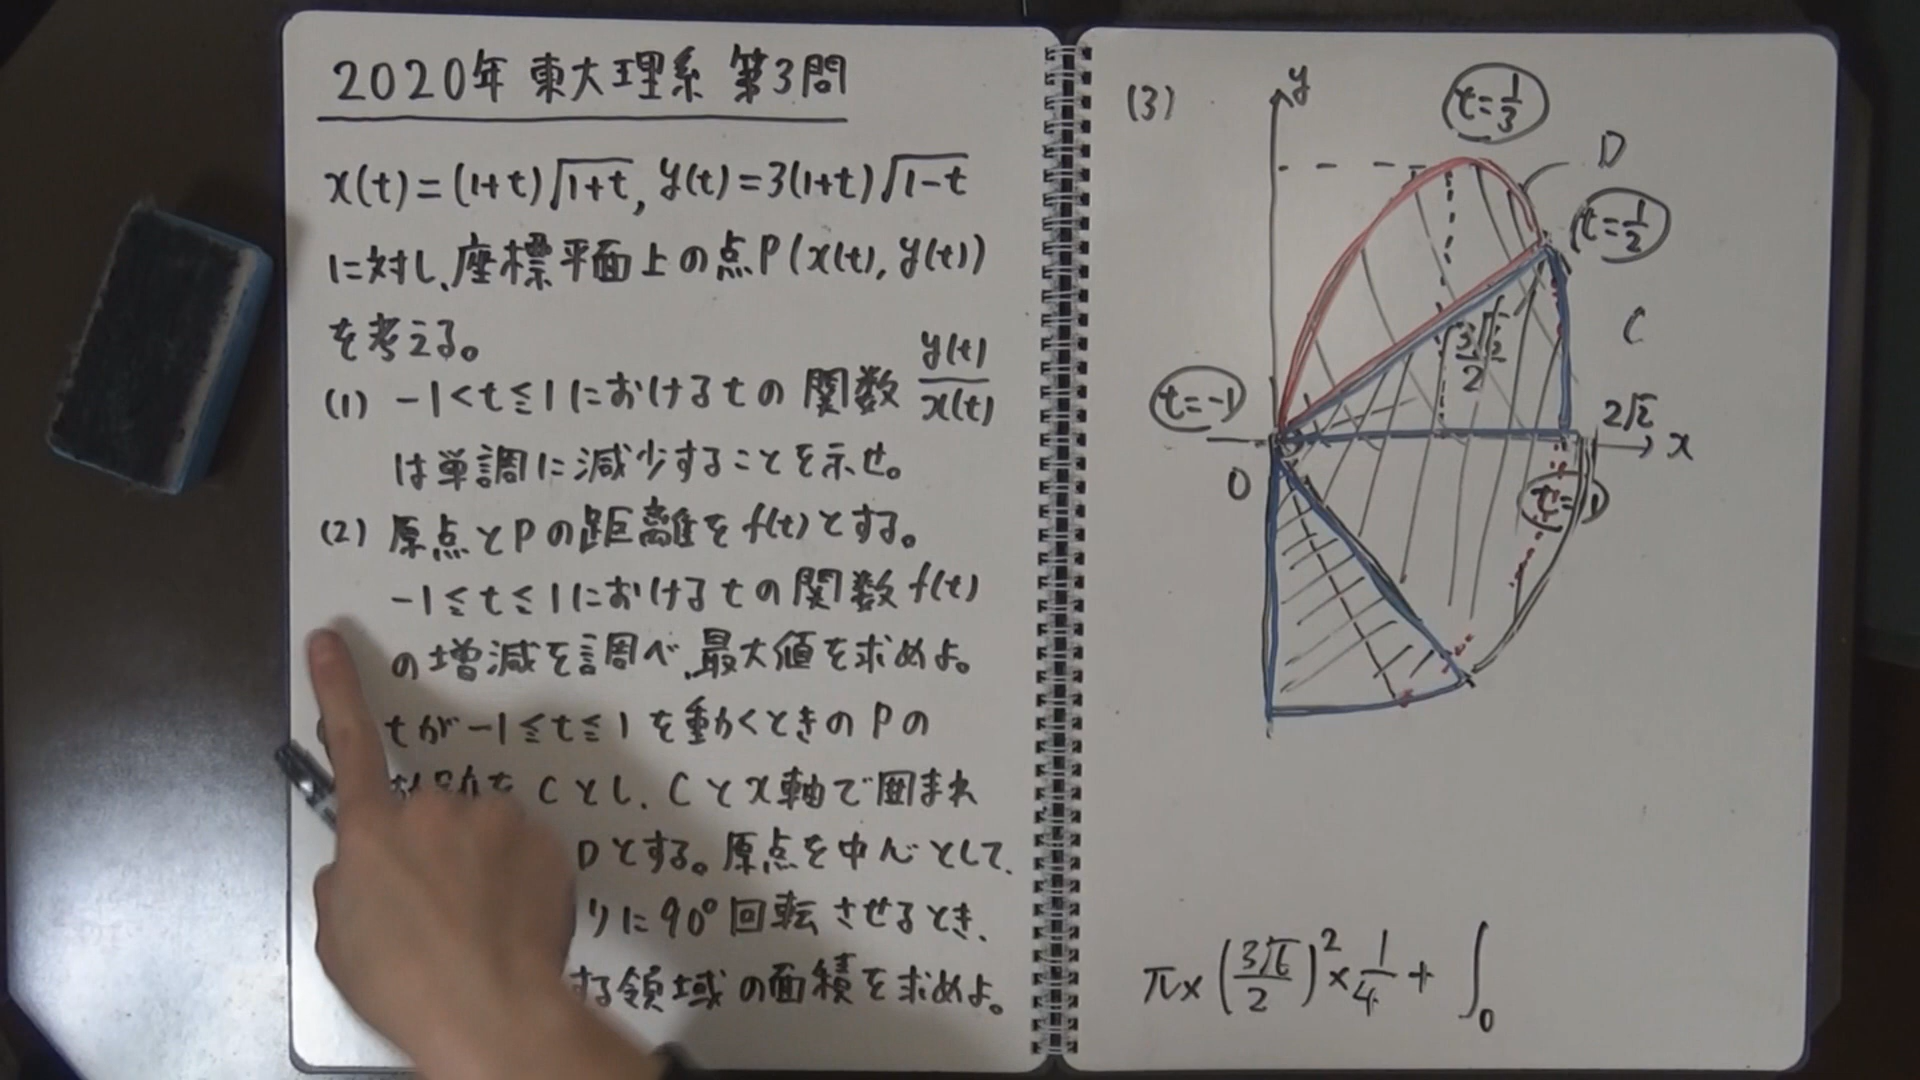 2020年 東大理系 第3問
x(t)=(1+t)√1+t, y(t)=3(1+t)√1-t
に対し、座標平面上の点P(x(t), y(t))
を考える。
(1) -1<t≦1におけるtの関数 y(t)/x(t)
は単調に減少することを示せ。
(2) 原点とPの距離をf(t)とする。
-1≦t≦1におけるtの関数f(t)
の増減を調べ、最大値を求めよ。
tが-1≦t≦1を動くときのPの
をCとし、Cとx軸で囲まれ
Dとする。原点を中心として、
りに90°回転させるとき、
する領域の面積を求めよ。
(3)
y
t=1/3
D
t=1/2
3√6/2
C
t=-1
2√2
x
O
t=1
π×(3√6/2)²×1/4+∫0